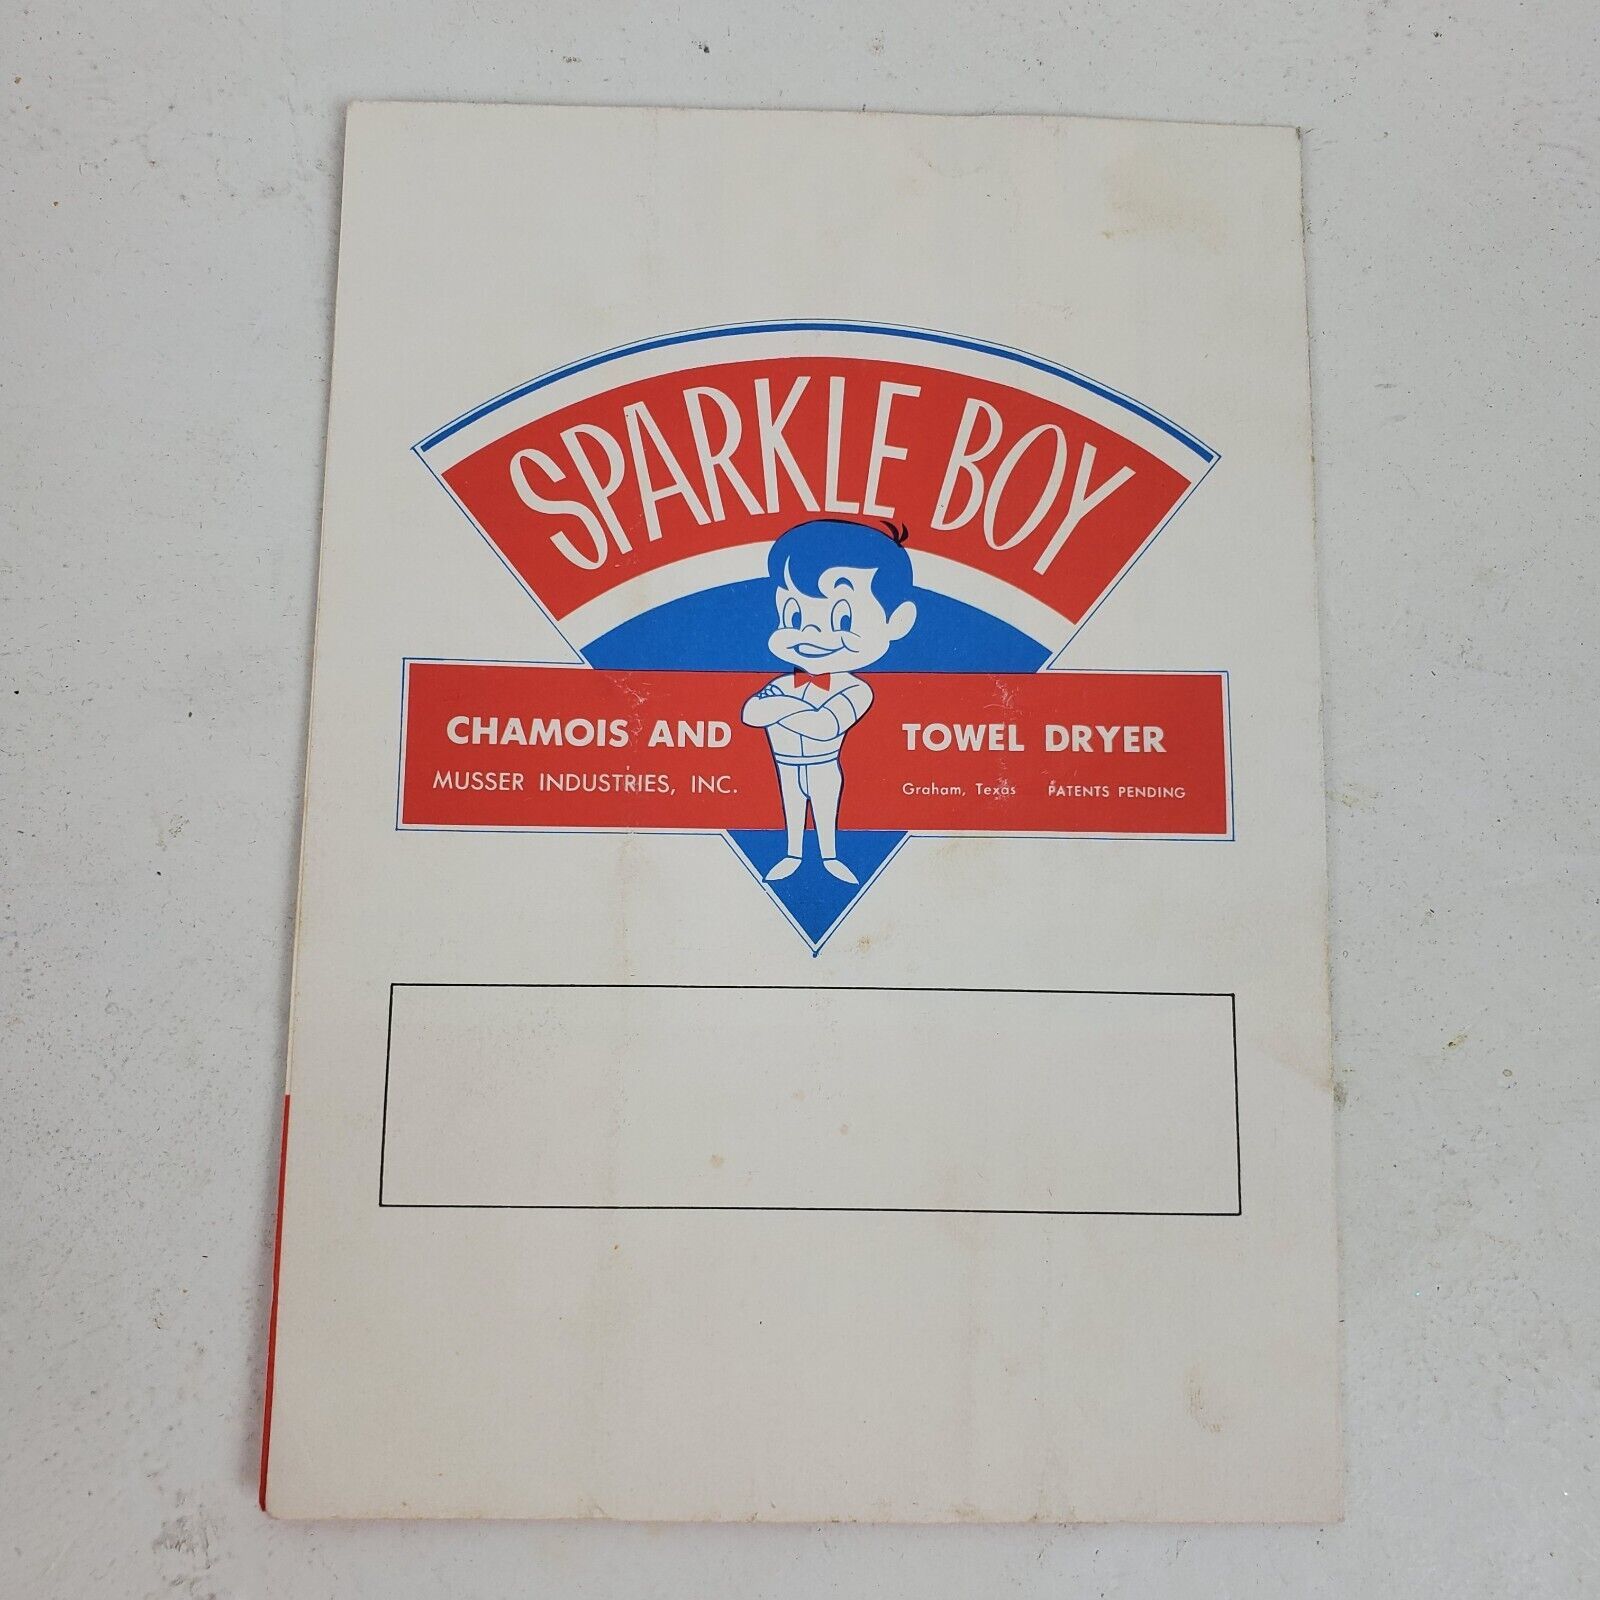 SPARKLE BOY
CHAMOIS AND TOWEL DRYER
MUSSER INDUSTRIES, INC. Graham, Texas PATENTS PENDING